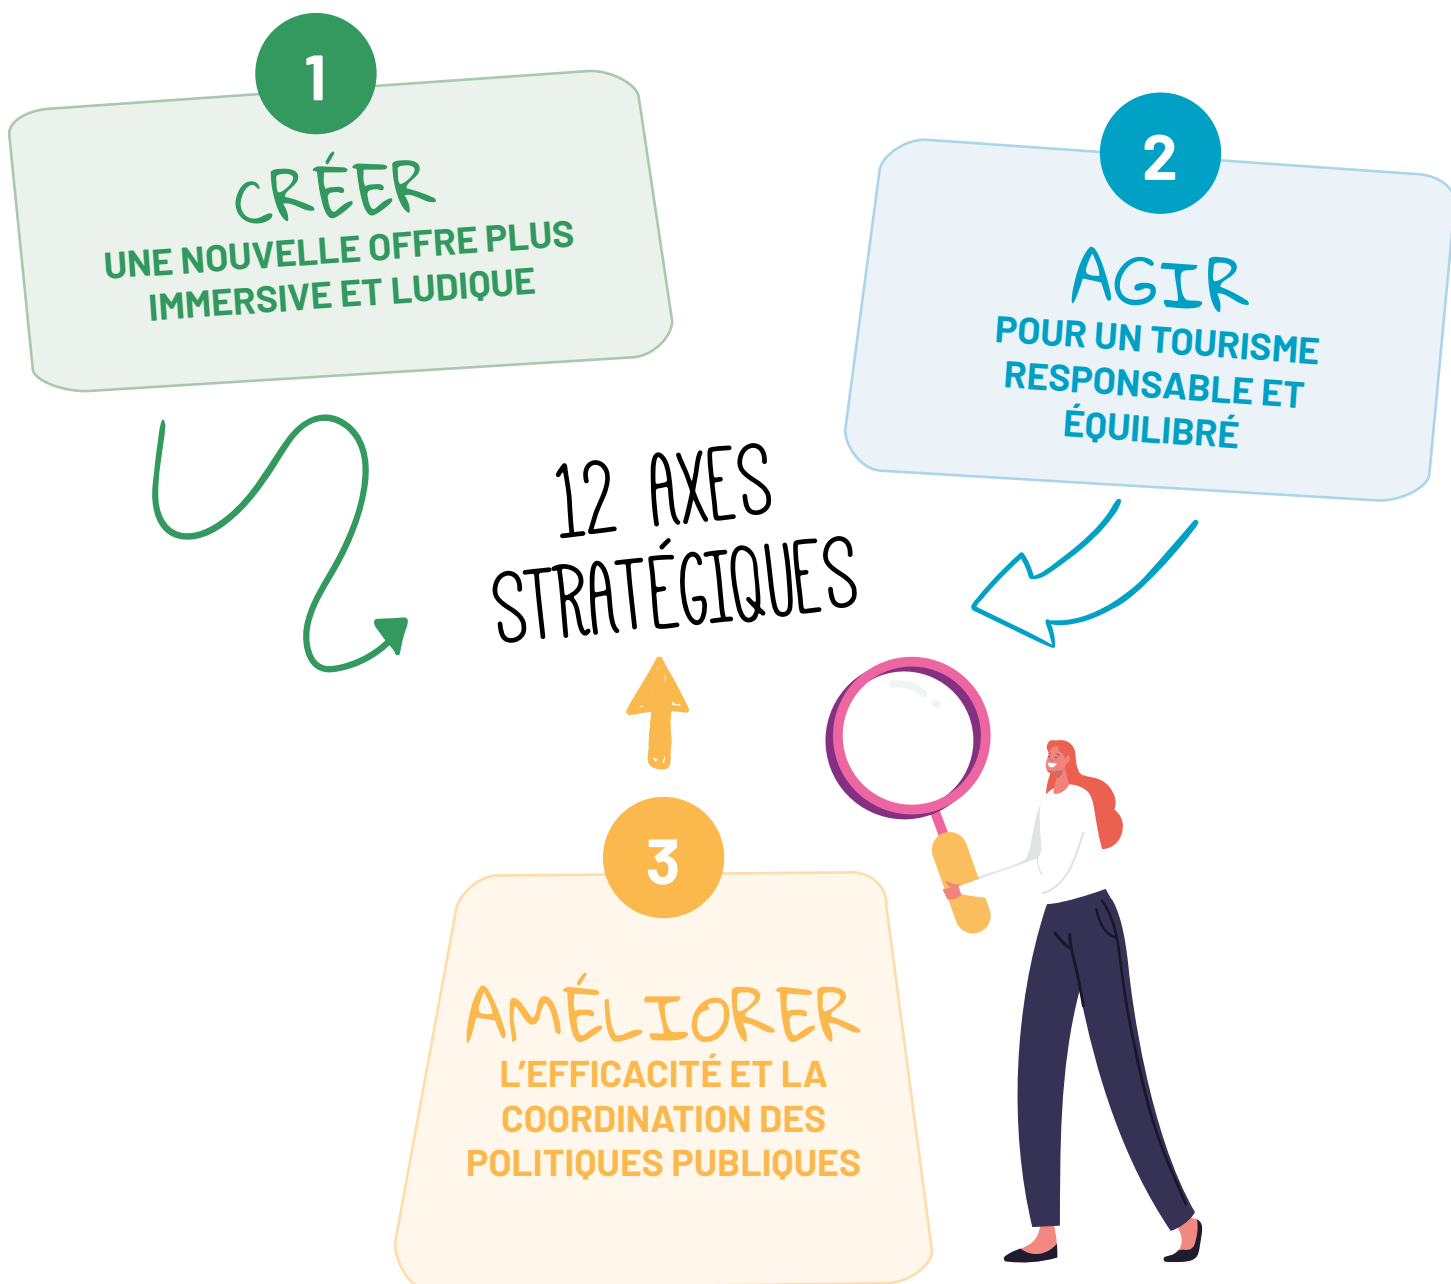 1
CRÉER
UNE NOUVELLE OFFRE PLUS
IMMERSIVE ET LUDIQUE
2
AGIR
POUR UN TOURISME
RESPONSABLE ET
ÉQUILIBRÉ
12 AXES
STRATÉGIQUES
3
AMÉLIORER
L'EFFICACITÉ ET LA
COORDINATION DES
POLITIQUES PUBLIQUES